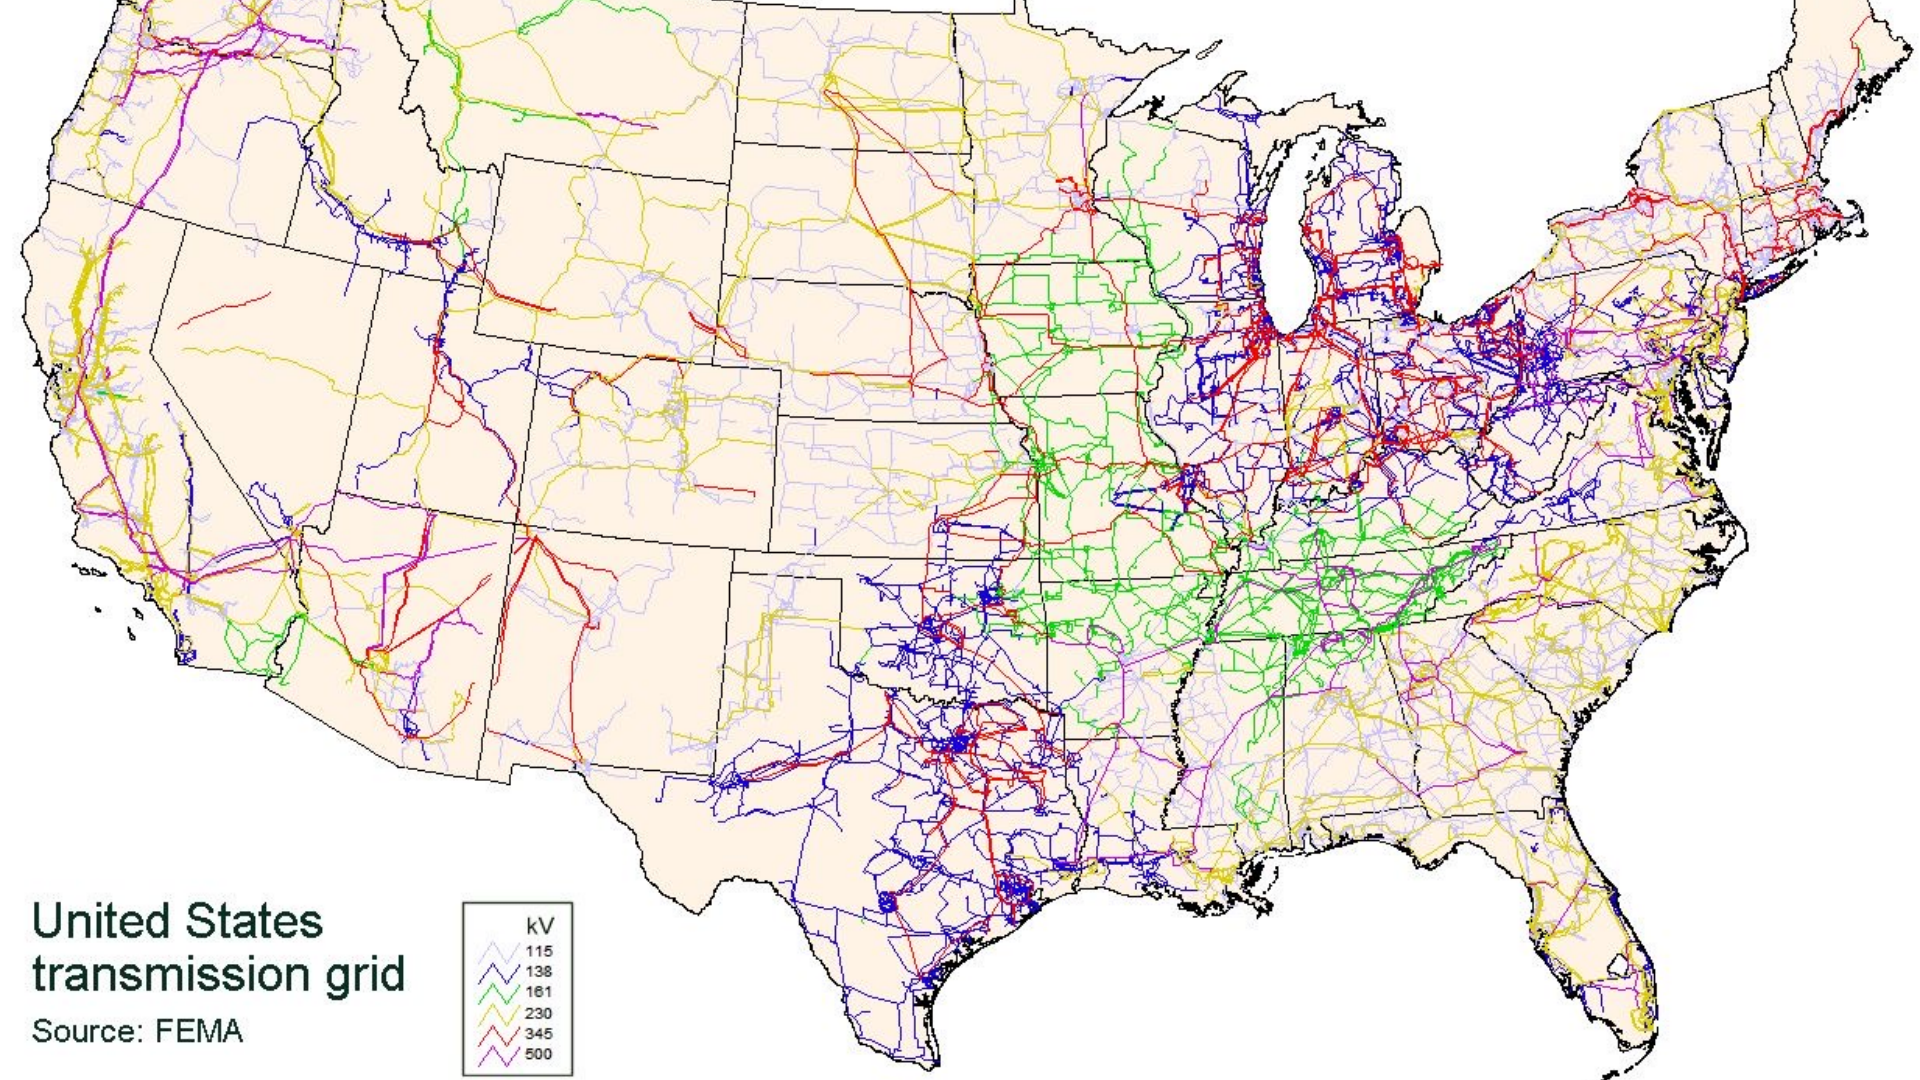 United States
transmission grid
Source: FEMA
kV
115
138
161
230
345
500